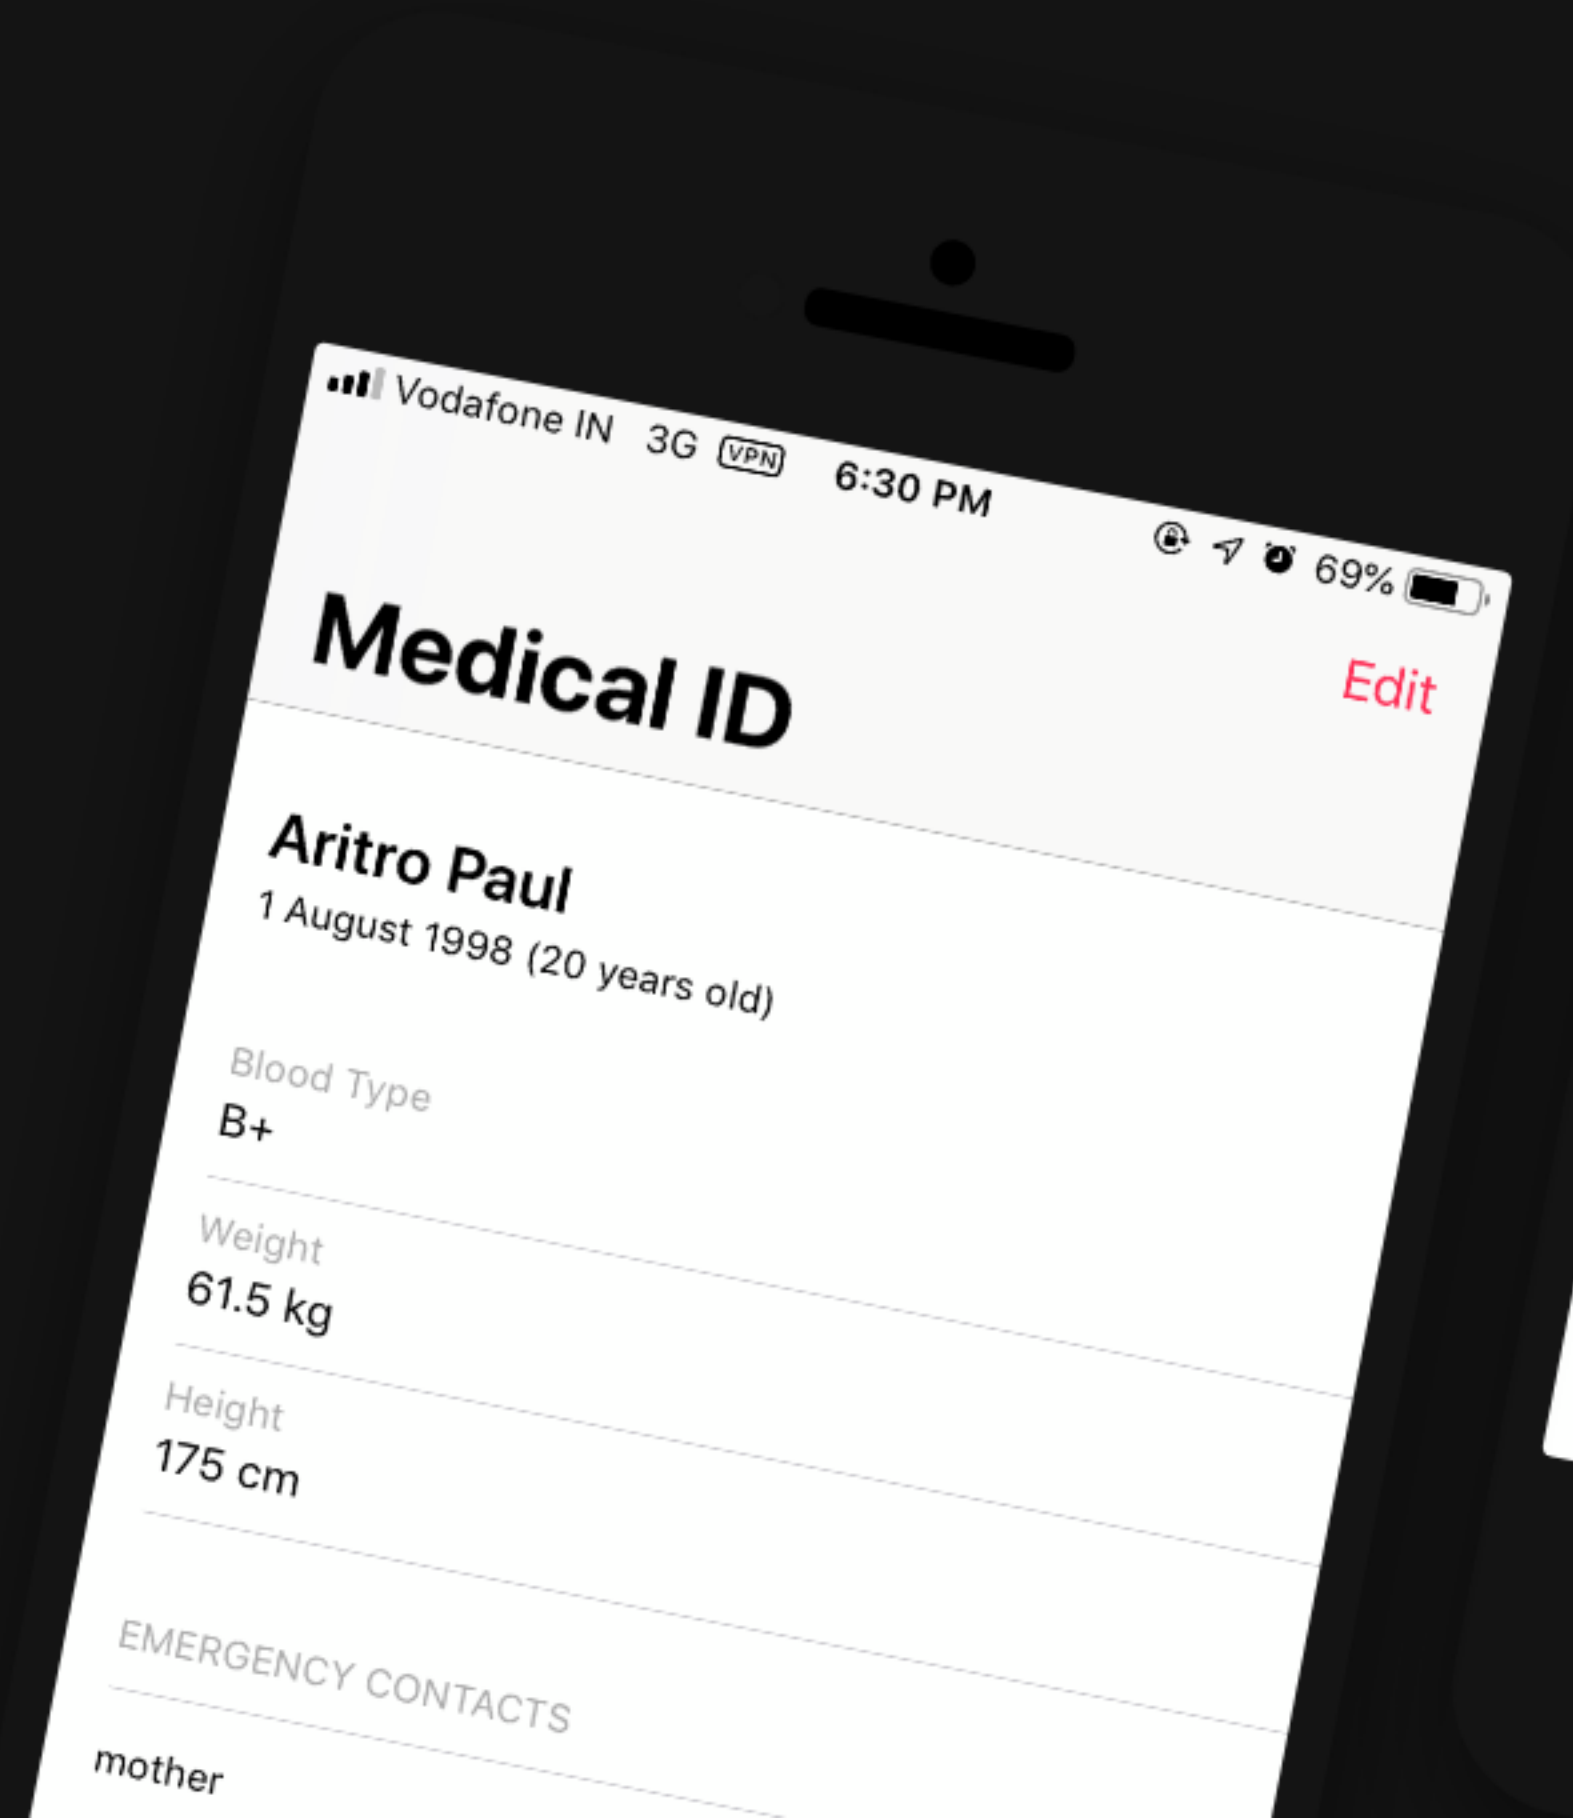 Vodafone IN 3G VPN 6:30 PM 69%
Medical ID Edit
Aritro Paul
1 August 1998 (20 years old)
Blood Type
B+
Weight
61.5 kg
Height
175 cm
EMERGENCY CONTACTS
mother